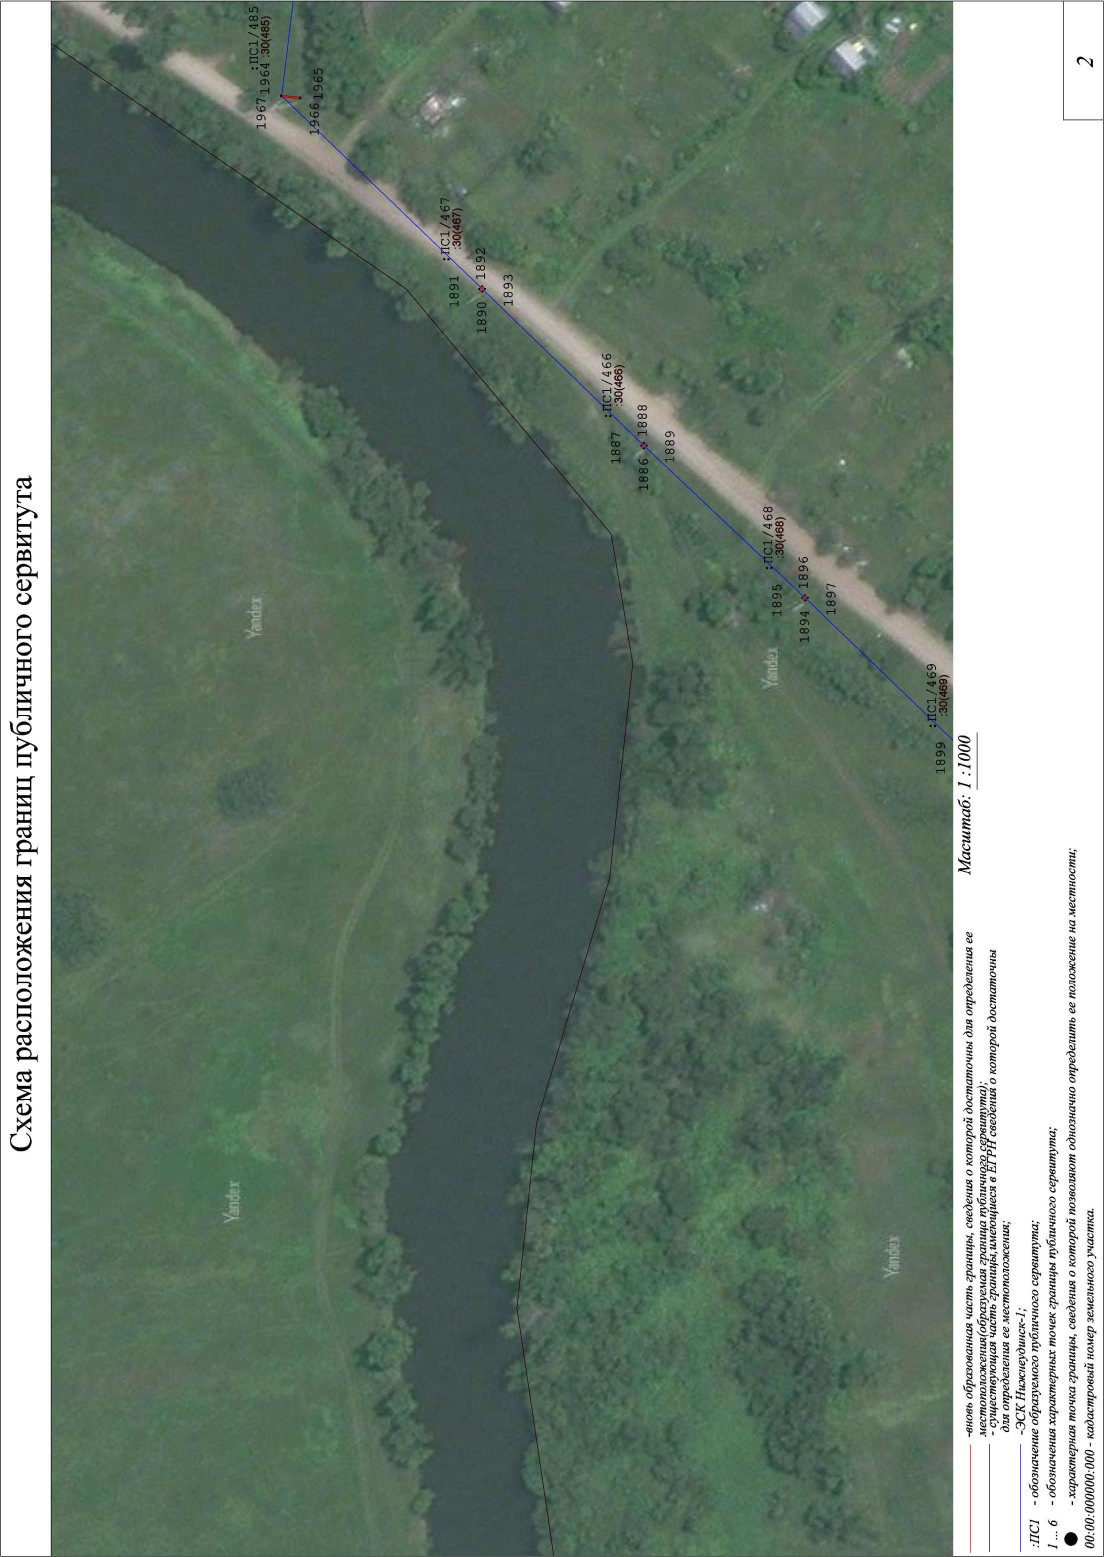 Схема расположения границ публичного сервитута
2
:ПС1/485
:30(485)
1964
1967
1965
1966
:ПС1/467
:30(467)
1891
1892
1890
1893
:ПС1/466
:30(466)
1887
1888
1886
1889
:ПС1/468
:30(468)
1895
1896
1894
1897
:ПС1/469
:30(469)
1899
Yandex
Yandex
Yandex
Yandex
Масштаб: 1 :1000
-вновь образованная часть границы, сведения о которой достаточны для определения ее
местоположения(образуемая граница публичного сервитута);
- существующая часть границы,имеющиеся в ЕГРН сведения о которой достаточны
для определения ее местоположения;
-ЭСК Нижнеудинск-1;
:ПС1 - обозначение образуемого публичного сервитута;
1 ... 6 - обозначения характерных точек границы публичного сервитута;
- характерная точка границы, сведения о которой позволяют однозначно определить ее положение на местности;
00:00:000000:000 - кадастровый номер земельного участка.